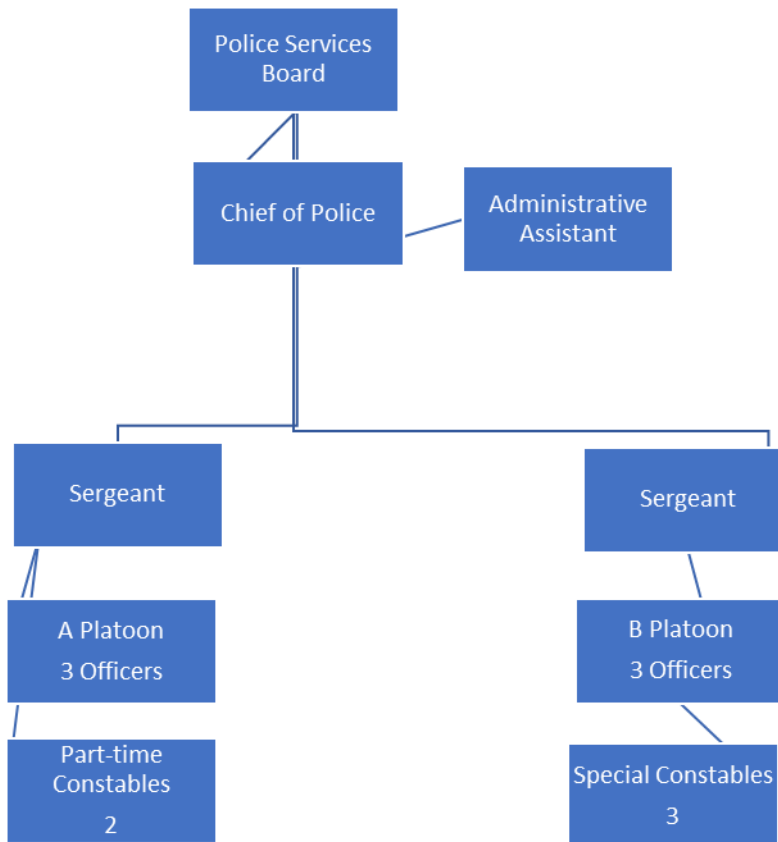 Police Services
Board
Chief of Police
Administrative
Assistant
Sergeant
Sergeant
A Platoon
3 Officers
B Platoon
3 Officers
Part-time
Constables
2
Special Constables
3